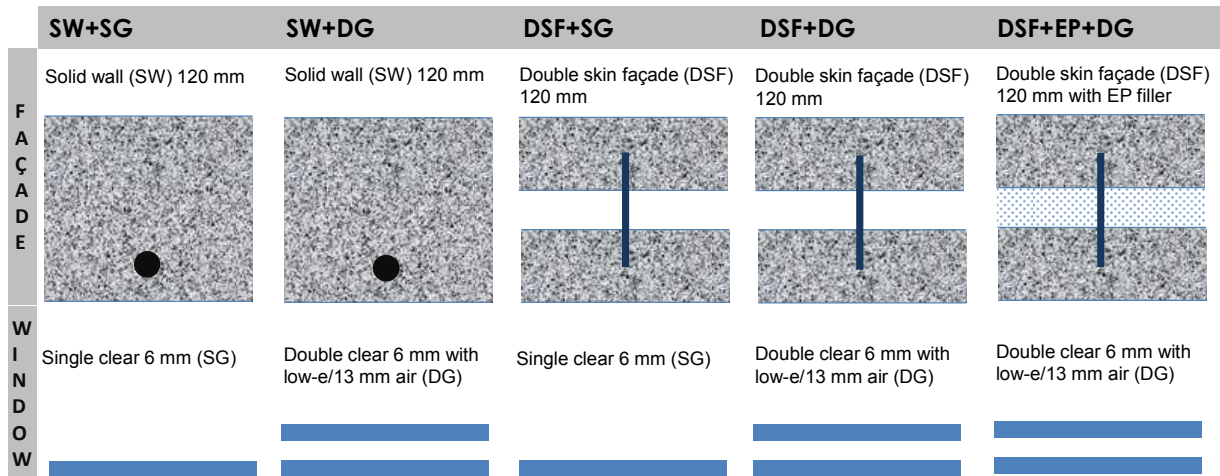 SW+SG
SW+DG
DSF+SG
DSF+DG
DSF+EP+DG
FAÇADE
Solid wall (SW) 120 mm
Solid wall (SW) 120 mm
Double skin façade (DSF)
120 mm
Double skin façade (DSF)
120 mm
Double skin façade (DSF)
120 mm with EP filler
WINDOW
Single clear 6 mm (SG)
Double clear 6 mm with
low-e/13 mm air (DG)
Single clear 6 mm (SG)
Double clear 6 mm with
low-e/13 mm air (DG)
Double clear 6 mm with
low-e/13 mm air (DG)